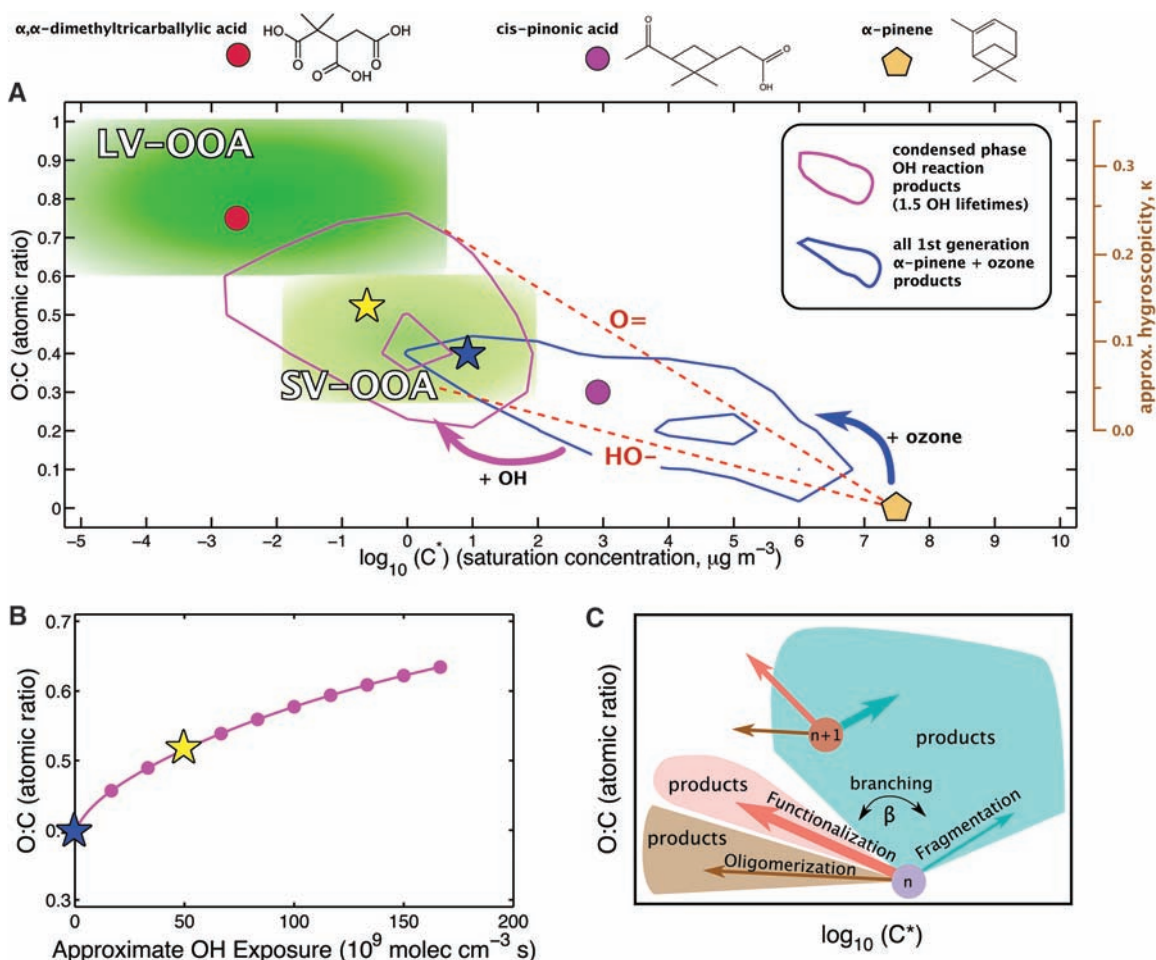 α,α-dimethyltricarballylic acid
cis-pinonic acid
α-pinene
HO
OH
O
O
O
OH
O
O
OH
A
LV-OOA
SV-OOA
O=
HO-
+ OH
+ ozone
condensed phase
OH reaction
products
(1.5 OH lifetimes)
all 1st generation
α-pinene + ozone
products
O:C (atomic ratio)
1
0.9
0.8
0.7
0.6
0.5
0.4
0.3
0.2
0.1
0
0.3
0.2
0.1
0.0
approx. hygroscopicity, κ
-5 -4 -3 -2 -1 0 1 2 3 4 5 6 7 8 9 10
log10 (C*) (saturation concentration, μg m-3)
B
O:C (atomic ratio)
0.7
0.6
0.5
0.3
0 50 100 150 200
Approximate OH Exposure (10^9 molec cm-3 s)
C
O:C (atomic ratio)
n+1
products
products
products
branching
β
Functionalization
Fragmentation
Oligomerization
n
log10 (C*)